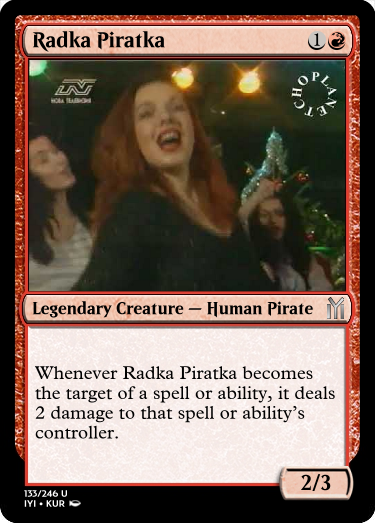 Radka Piratka 1
TCHOPLANET
Legendary Creature — Human Pirate
Whenever Radka Piratka becomes
the target of a spell or ability, it deals
2 damage to that spell or ability's
controller.
2/3
133/246 U
IYI • KUR